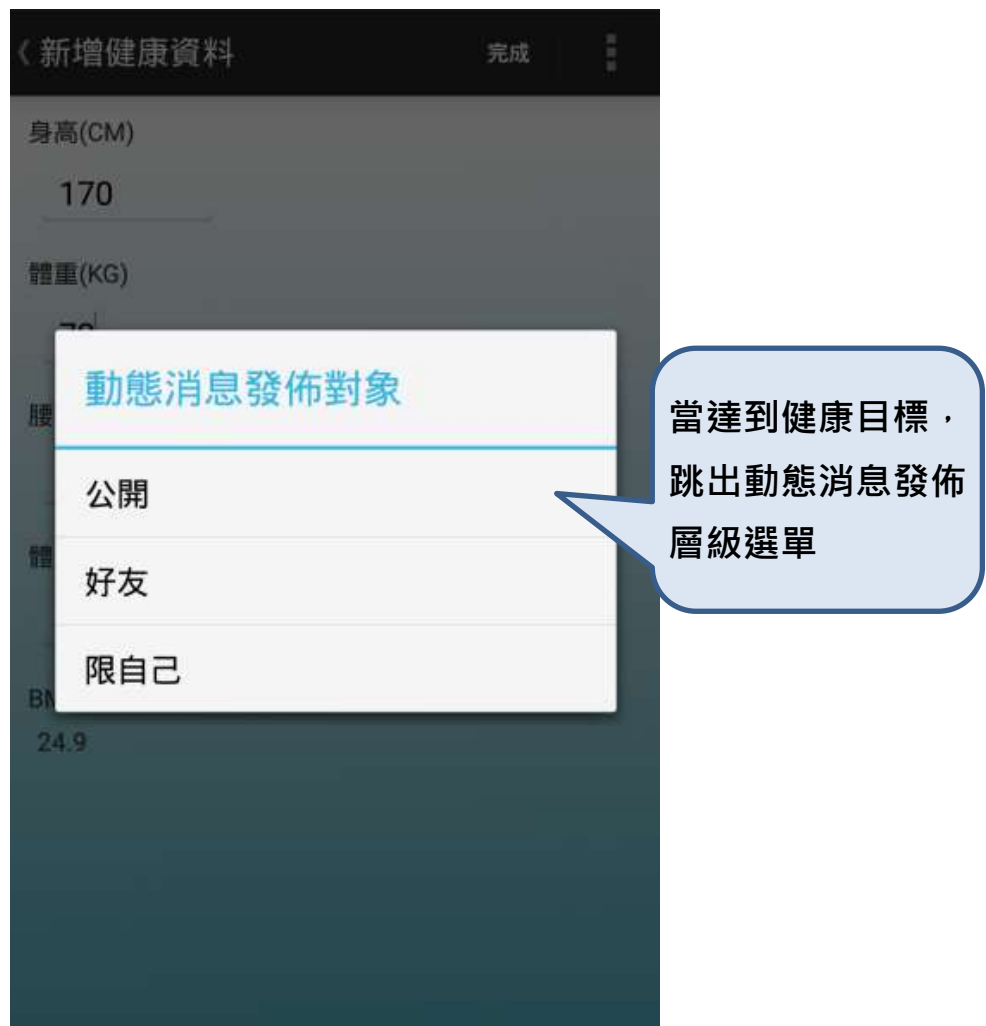 新增健康資料 完成
身高(CM)
170
體重(KG)
動態消息發佈對象
公開
好友
限自己
24.9
當達到健康目標，
跳出動態消息發佈
層級選單